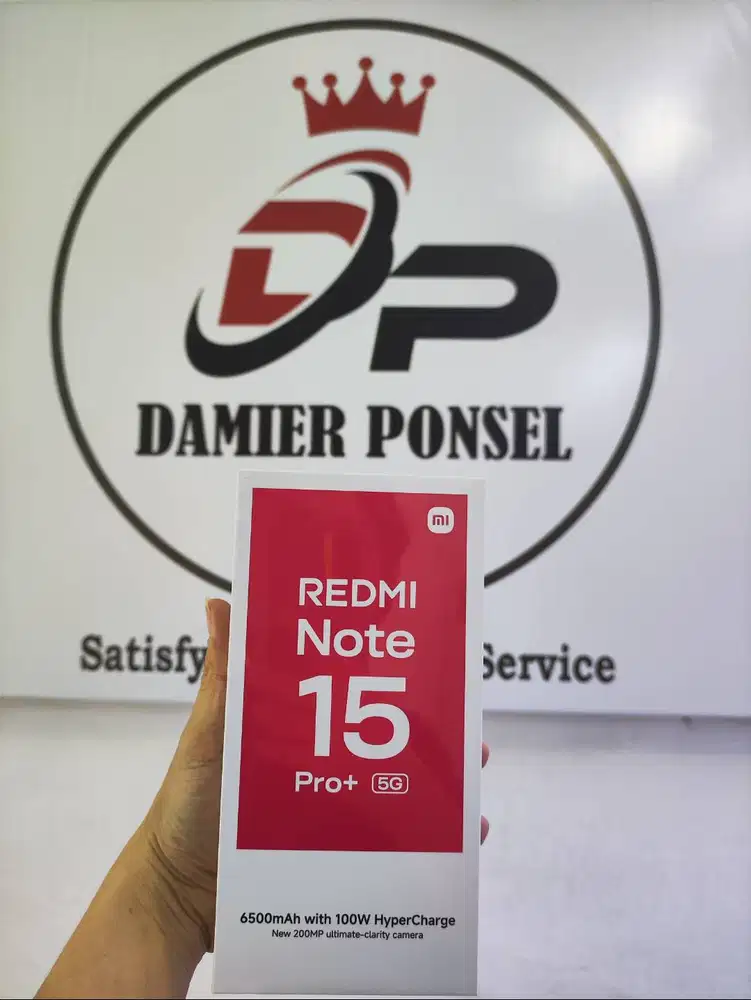 DP
DAMIER PONSEL
Satisfy Service
mi
REDMI
Note
15
Pro+ 5G
6500mAh with 100W HyperCharge
New 200MP ultimate-clarity camera